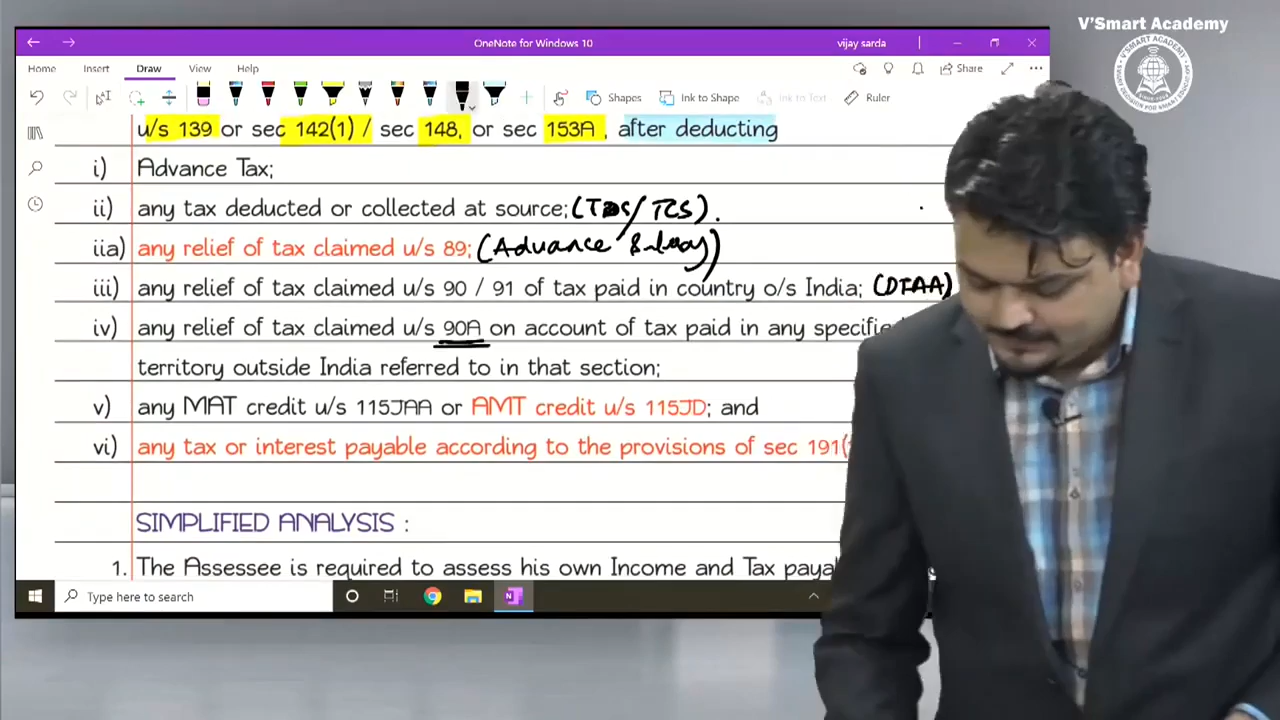 V'Smart Academy
OneNote for Windows 10
vijay sarda
Home Insert Draw View Help
Share
Shapes Ink to Shape Ink to Text Ruler
u/s 139 or sec 142(1) / sec 148, or sec 153A, after deducting
i) Advance Tax;
ii) any tax deducted or collected at source; (TDS/TCS).
iia) any relief of tax claimed u/s 89; (Advance Salary)
iii) any relief of tax claimed u/s 90 / 91 of tax paid in country o/s India; (DTAA)
iv) any relief of tax claimed u/s 90A on account of tax paid in any
territory outside India referred to in that section;
v) any MAT credit u/s 115JAA or AMT credit u/s 115JD; and
vi) any tax or interest payable according to the provisions of sec 191(
SIMPLIFIED ANALYSIS :
1. The Assessee is required to assess his own Income and Tax
Type here to search